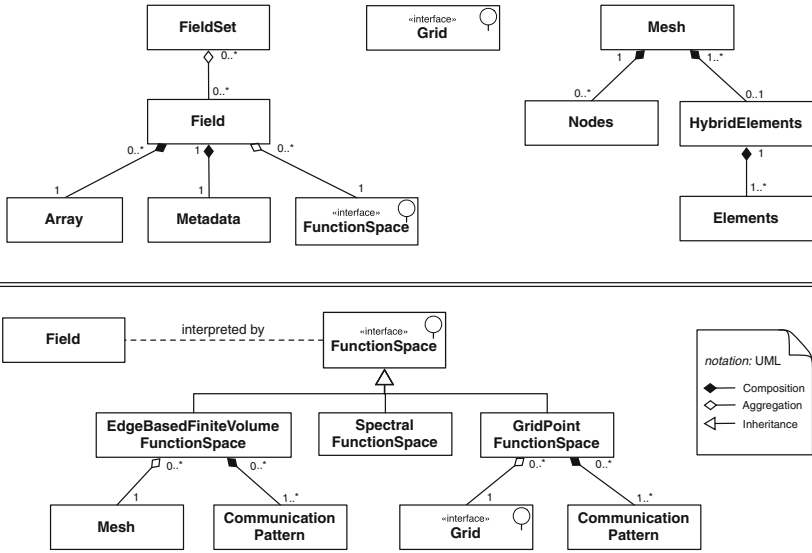 FieldSet
0..*
0..*
Field
0..*
1
0..*
1
1
1
Array
Metadata
«interface»
FunctionSpace
«interface»
Grid
Mesh
1
1..*
0..*
0..1
Nodes
HybridElements
1
1..*
Elements
Field
interpreted by
«interface»
FunctionSpace
EdgeBasedFiniteVolume
FunctionSpace
Spectral
FunctionSpace
GridPoint
FunctionSpace
0..*
0..*
0..*
0..*
1
1..*
1
1..*
Mesh
Communication
Pattern
«interface»
Grid
Communication
Pattern
notation: UML
Composition
Aggregation
Inheritance